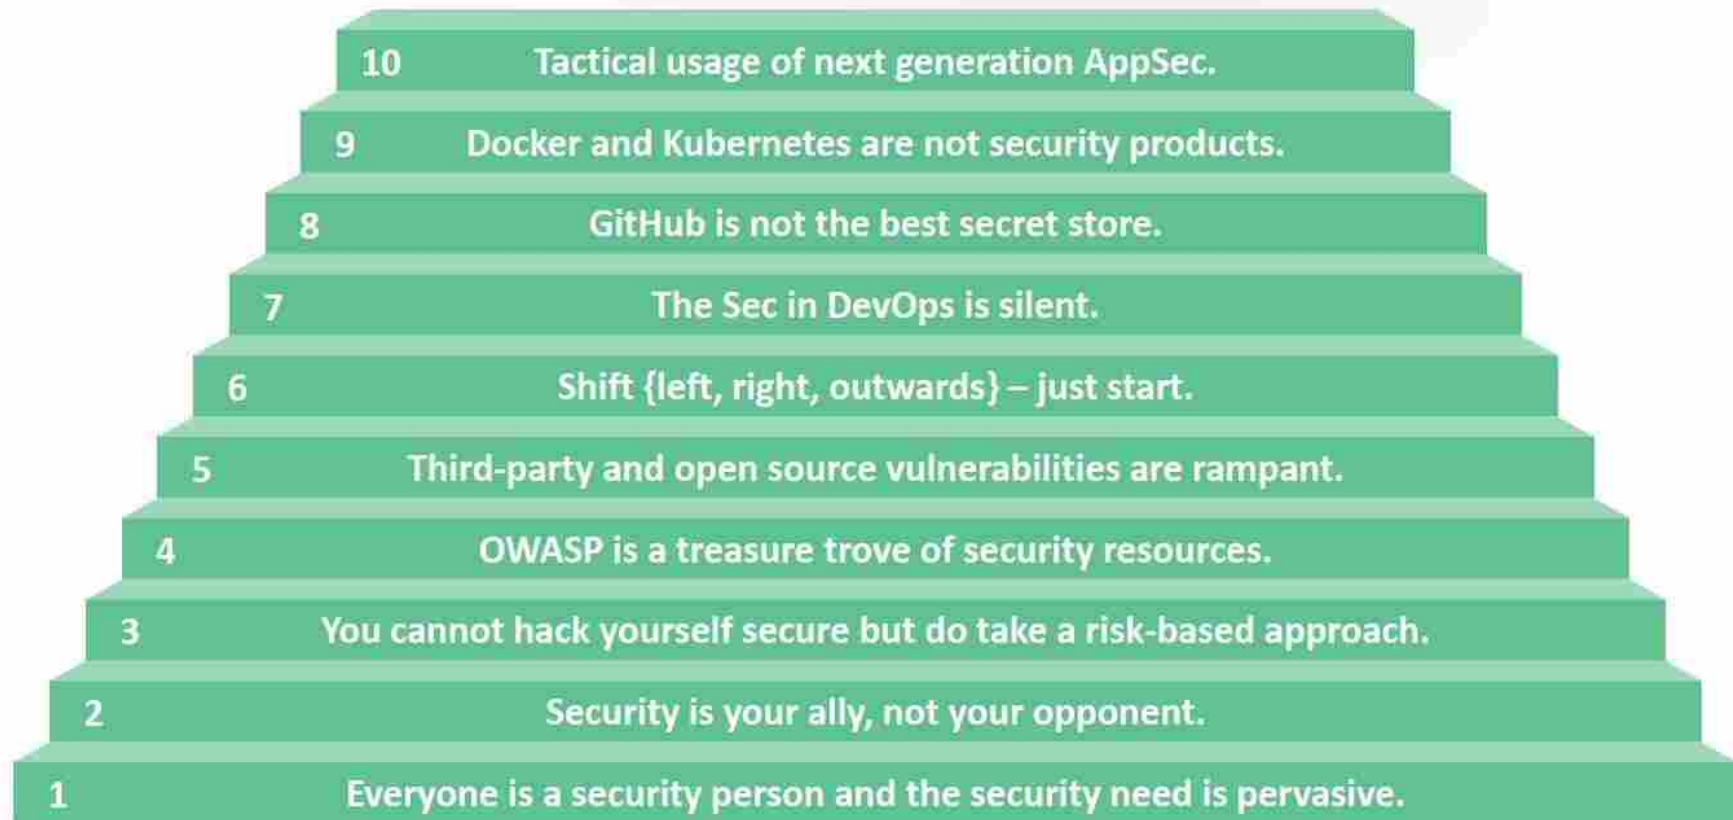 10 Tactical usage of next generation AppSec.
9 Docker and Kubernetes are not security products.
8 GitHub is not the best secret store.
7 The Sec in DevOps is silent.
6 Shift {left, right, outwards} – just start.
5 Third-party and open source vulnerabilities are rampant.
4 OWASP is a treasure trove of security resources.
3 You cannot hack yourself secure but do take a risk-based approach.
2 Security is your ally, not your opponent.
1 Everyone is a security person and the security need is pervasive.